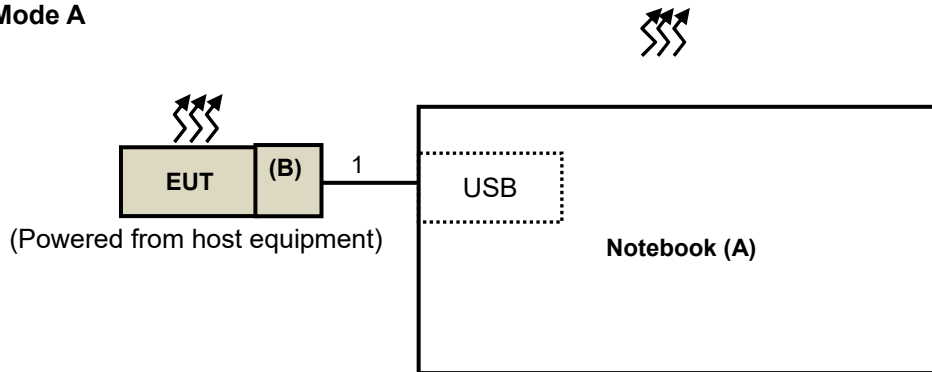 Mode A
EUT
(B)
1
USB
(Powered from host equipment)
Notebook (A)